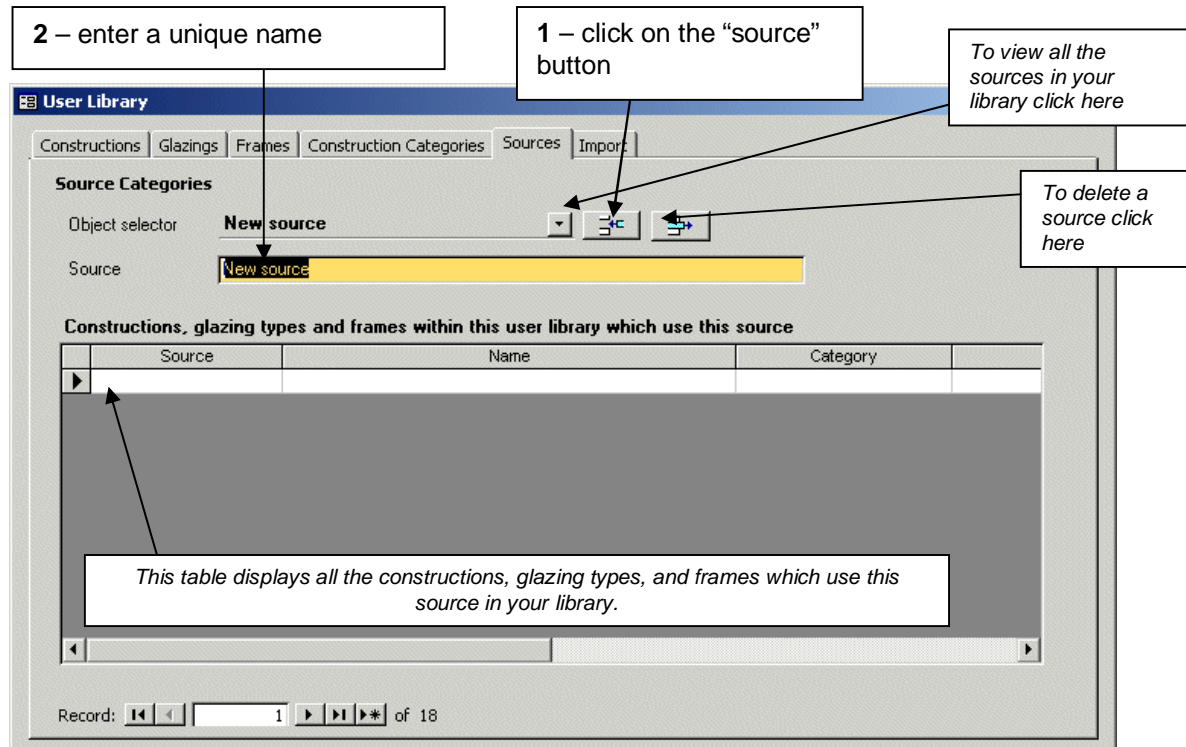 2 – enter a unique name
1 – click on the “source”
button
To view all the
sources in your
library click here
User Library
Constructions Glazings Frames Construction Categories Sources Import
Source Categories
To delete a
source click
here
Object selector New source
Source New source
Constructions, glazing types and frames within this user library which use this source
Source Name Category
This table displays all the constructions, glazing types, and frames which use this
source in your library.
Record: 1 of 18